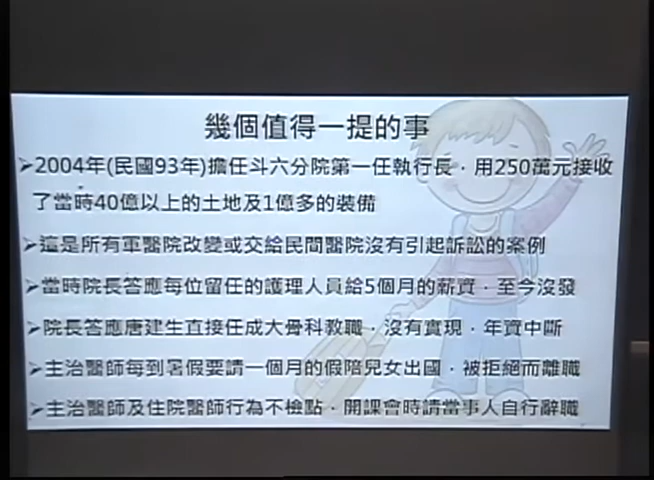 幾個值得一提的事
➢2004年(民國93年)擔任斗六分院第一任執行長，用250萬元接收
了當時40億以上的土地及1億多的裝備
➢這是所有軍醫院改變或交給民間醫院沒有引起訴訟的案例
➢當時院長答應每位留任的護理人員給5個月的薪資，至今沒發
➢院長答應唐建生直接任成大骨科教職，沒有實現，年資中斷
➢主治醫師每到暑假要請一個月的假陪兒女出國，被拒絕而離職
➢主治醫師及住院醫師行為不檢點，開課會時請當事人自行辭職